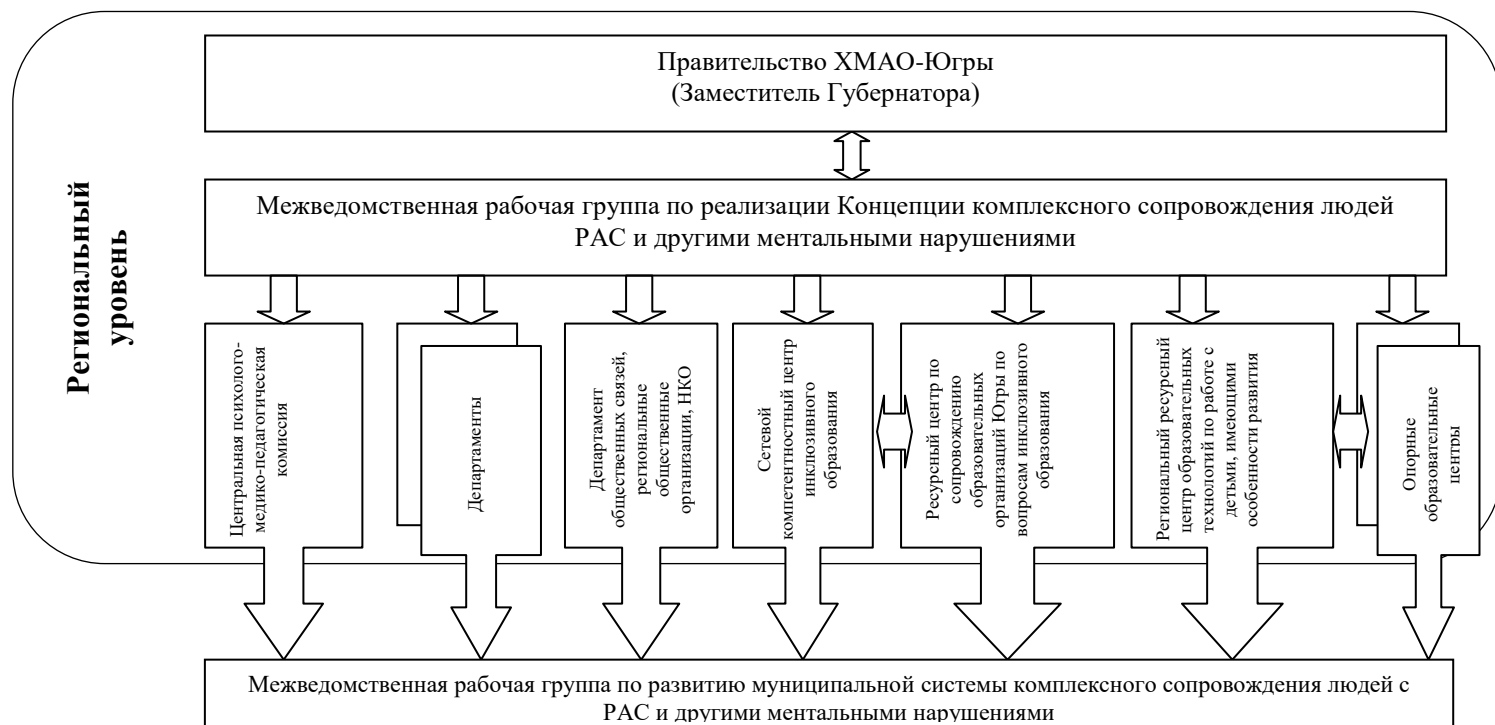 Правительство ХМАО-Югры
(Заместитель Губернатора)
Региональный
уровень
Межведомственная рабочая группа по реализации Концепции комплексного сопровождения людей
РАС и другими ментальными нарушениями
Центральная психолого-
медико-педагогическая
комиссия
Департаменты
Департамент
общественных связей,
региональные
общественные
организации, НКО
Сетевой
компетентностный центр
инклюзивного
образования
Ресурсный центр по
сопровождению
образовательных
организаций Югры по
вопросам инклюзивного
образования
Региональный ресурсный
центр образовательных
технологий по работе с
детьми, имеющими
особенности развития
Опорные
образовательные
центры
Межведомственная рабочая группа по развитию муниципальной системы комплексного сопровождения людей с
РАС и другими ментальными нарушениями